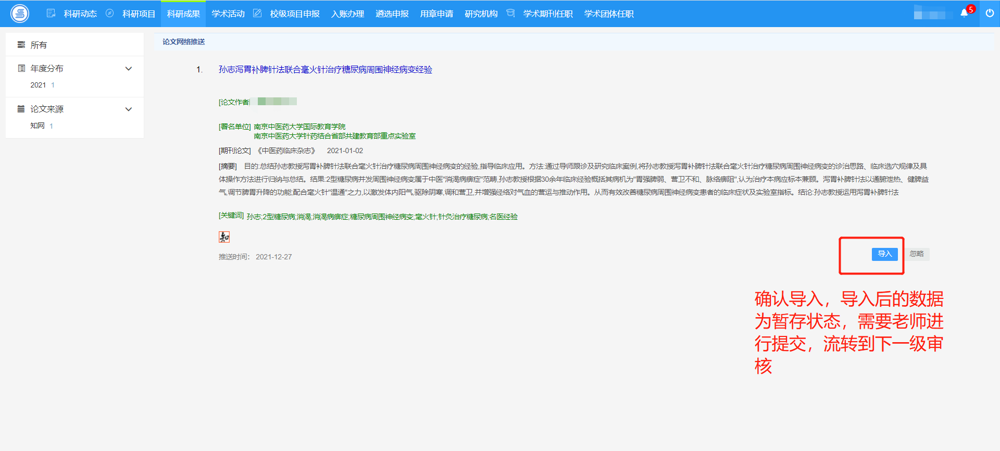 科研动态 科研项目 科研成果 学术活动 校级项目申报 入账办理 遴选申报 用章申请 研究机构 学术期刊任职 学术团体任职 5
所有
年度分布
2021 1
论文来源
知网 1
论文网络推送
1. 孙志泻胃补脾针法联合毫火针治疗糖尿病周围神经病变经验
[论文作者
[署名单位] 南京中医药大学国际教育学院
南京中医药大学针药结合省部共建教育部重点实验室
[期刊论文] 《中医药临床杂志》 2021-01-02
[摘要] 目的:总结孙志教授泻胃补脾针法联合毫火针治疗糖尿病周围神经病变的经验,指导临床应用。方法:通过导师跟诊及研究临床案例,将孙志教授泻胃补脾针法联合毫火针治疗糖尿病周围神经病变的诊治思路、临床选穴规律及具
体操作方法进行归纳与总结。结果:2型糖尿病并发周围神经病变属于中医"消渴病痹症"范畴,孙志教授根据30余年临床经验概括其病机为"胃强脾弱、营卫不和、脉络痹阻",认为治疗本病应标本兼顾。泻胃补脾针法以通腑泄热、健脾益
气,调节脾胃升降的功能;配合毫火针"温通"之力,以激发体内阳气,驱除阴寒,调和营卫,并增强经络对气血的营运与推动作用。从而有效改善糖尿病周围神经病变患者的临床症状及实验室指标。结论:孙志教授运用泻胃补脾针法
[关键词] 孙志;2型糖尿病;消渴;消渴病痹症;糖尿病周围神经病变;毫火针;针灸治疗糖尿病;名医经验
知
推送时间: 2021-12-27
导入 忽略
确认导入，导入后的数据
为暂存状态，需要老师进
行提交，流转到下一级审
核